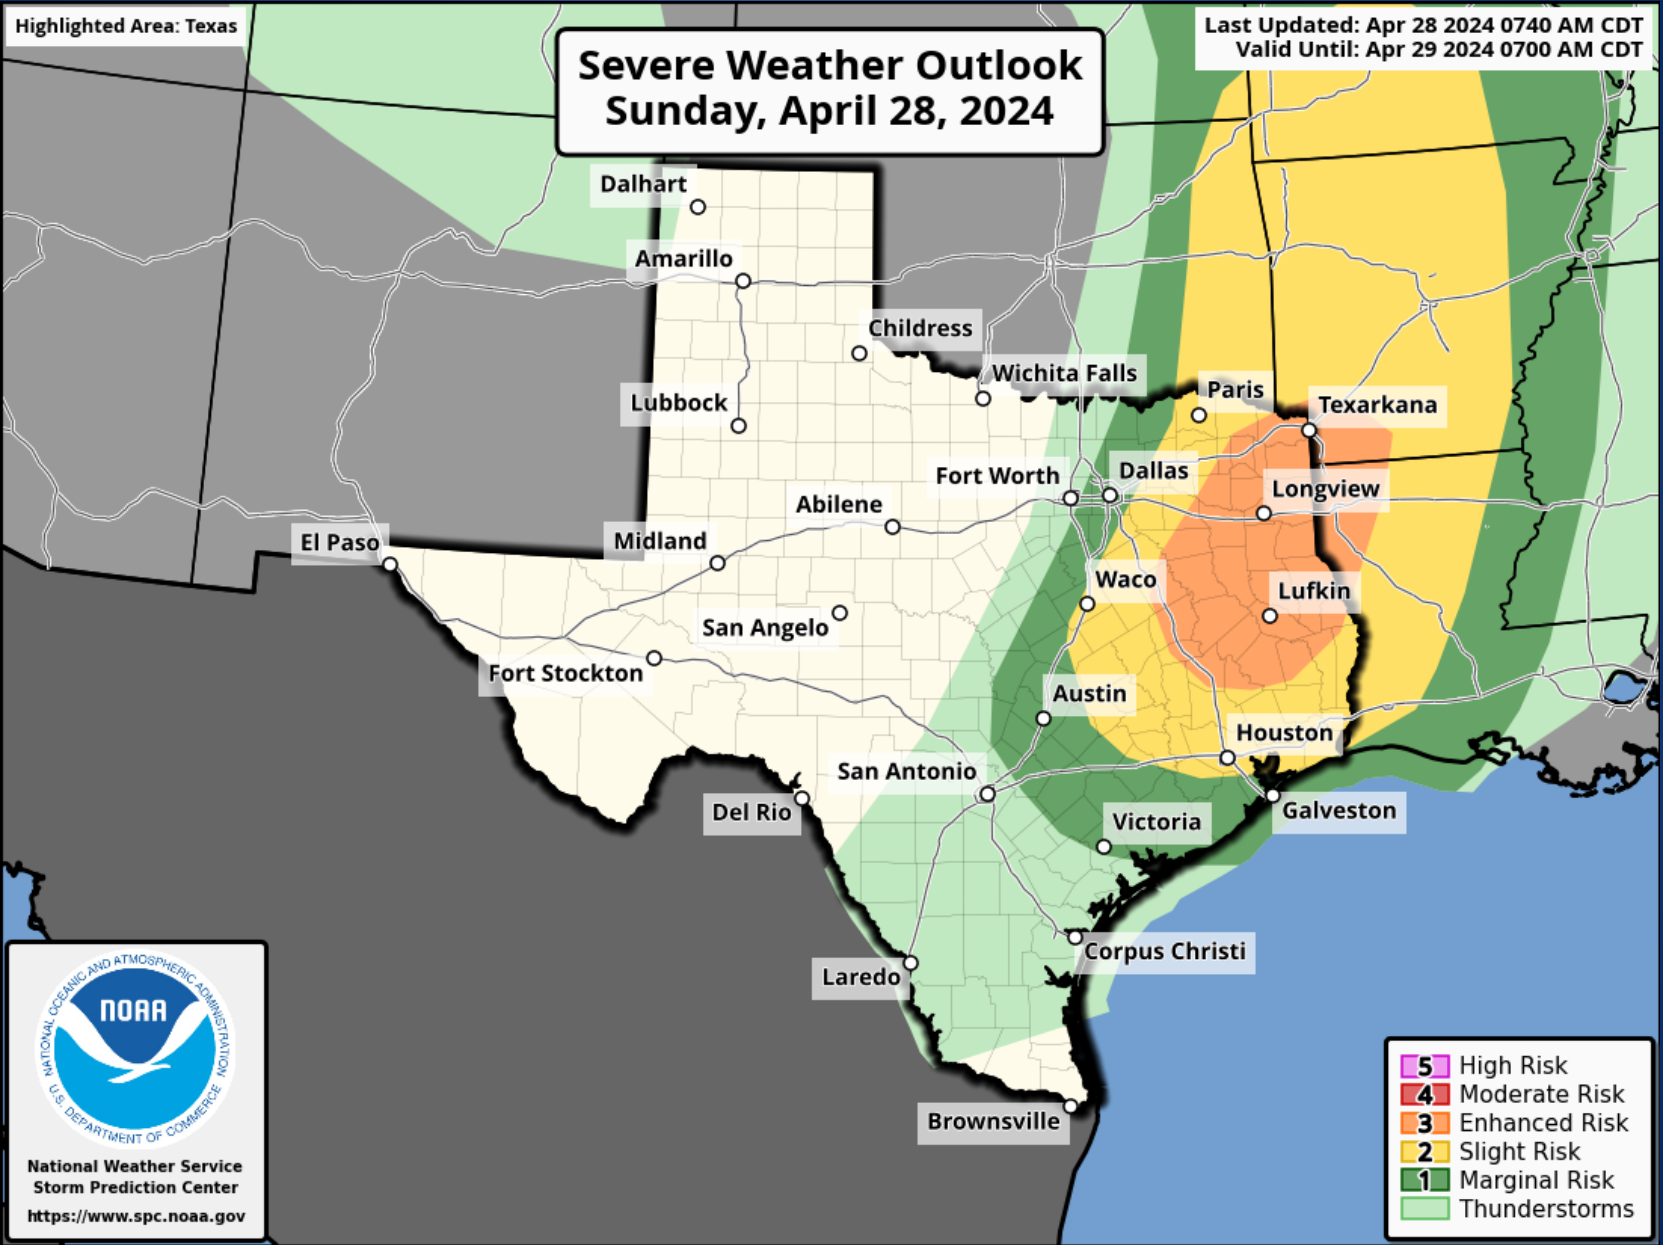 Highlighted Area: Texas
Severe Weather Outlook
Sunday, April 28, 2024
Last Updated: Apr 28 2024 0740 AM CDT
Valid Until: Apr 29 2024 0700 AM CDT
Dalhart
Amarillo
Childress
Wichita Falls
Paris
Texarkana
Lubbock
Fort Worth
Dallas
Longview
Abilene
El Paso
Midland
Waco
Lufkin
San Angelo
Fort Stockton
Austin
Houston
San Antonio
Del Rio
Galveston
Victoria
Corpus Christi
Laredo
Brownsville
NATIONAL OCEANIC AND ATMOSPHERIC ADMINISTRATION
NOAA
U.S. DEPARTMENT OF COMMERCE
National Weather Service
Storm Prediction Center
https://www.spc.noaa.gov
5 High Risk
4 Moderate Risk
3 Enhanced Risk
2 Slight Risk
1 Marginal Risk
Thunderstorms